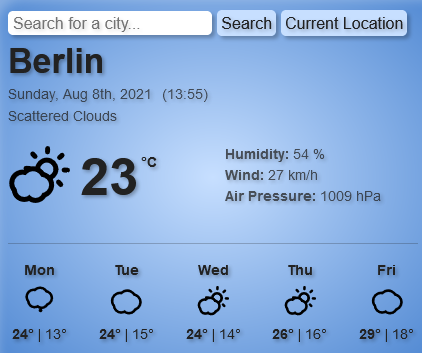 Search for a city... Search Current Location
Berlin
Sunday, Aug 8th, 2021 (13:55)
Scattered Clouds
23 °C
Humidity: 54 %
Wind: 27 km/h
Air Pressure: 1009 hPa
Mon Tue Wed Thu Fri
24° | 13° 24° | 15° 24° | 14° 26° | 16° 29° | 18°